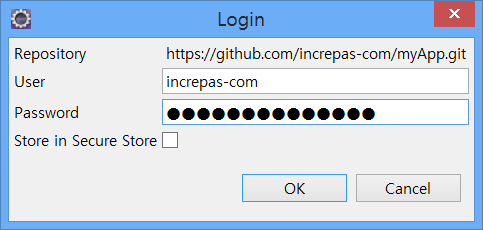 Login
Repository https://github.com/increpas-com/myApp.git
User increpas-com
Password ●●●●●●●●●●●●●●
Store in Secure Store
OK Cancel